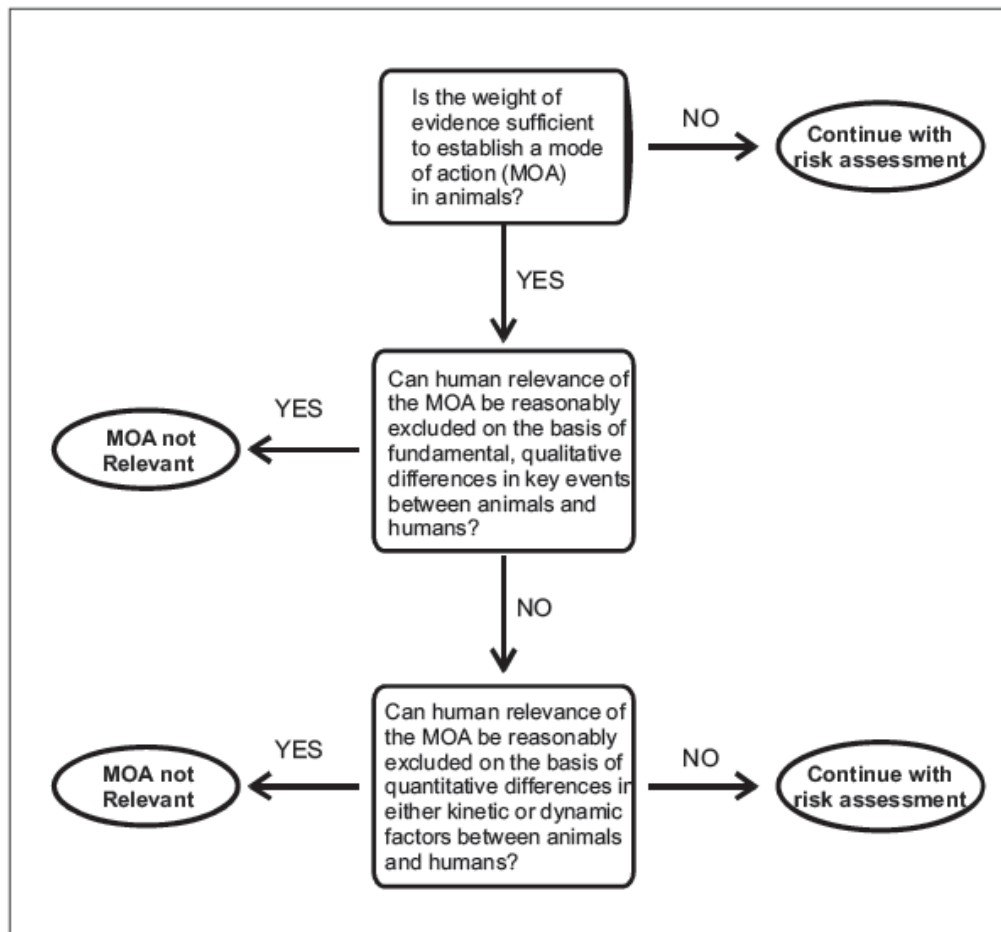 Is the weight of
evidence sufficient
to establish a mode
of action (MOA)
in animals?
NO
Continue with
risk assessment
YES
Can human relevance of
the MOA be reasonably
excluded on the basis of
fundamental, qualitative
differences in key events
between animals and
humans?
YES
MOA not
Relevant
NO
Can human relevance of
the MOA be reasonably
excluded on the basis of
quantitative differences in
either kinetic or dynamic
factors between animals
and humans?
YES
MOA not
Relevant
NO
Continue with
risk assessment